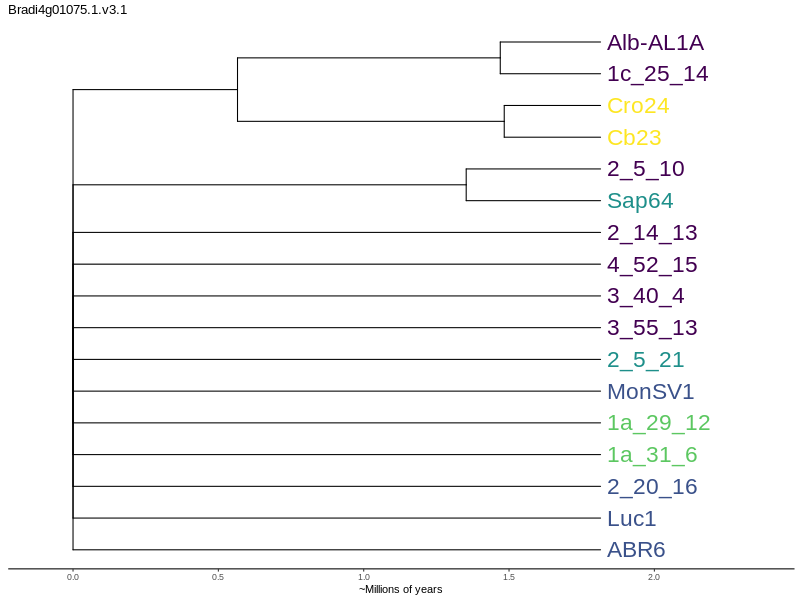 Bradi4g01075.1.v3.1
Alb-AL1A
1c_25_14
Cro24
Cb23
2_5_10
Sap64
2_14_13
4_52_15
3_40_4
3_55_13
2_5_21
MonSV1
1a_29_12
1a_31_6
2_20_16
Luc1
ABR6
0.0 0.5 1.0 1.5 2.0
~Millions of years